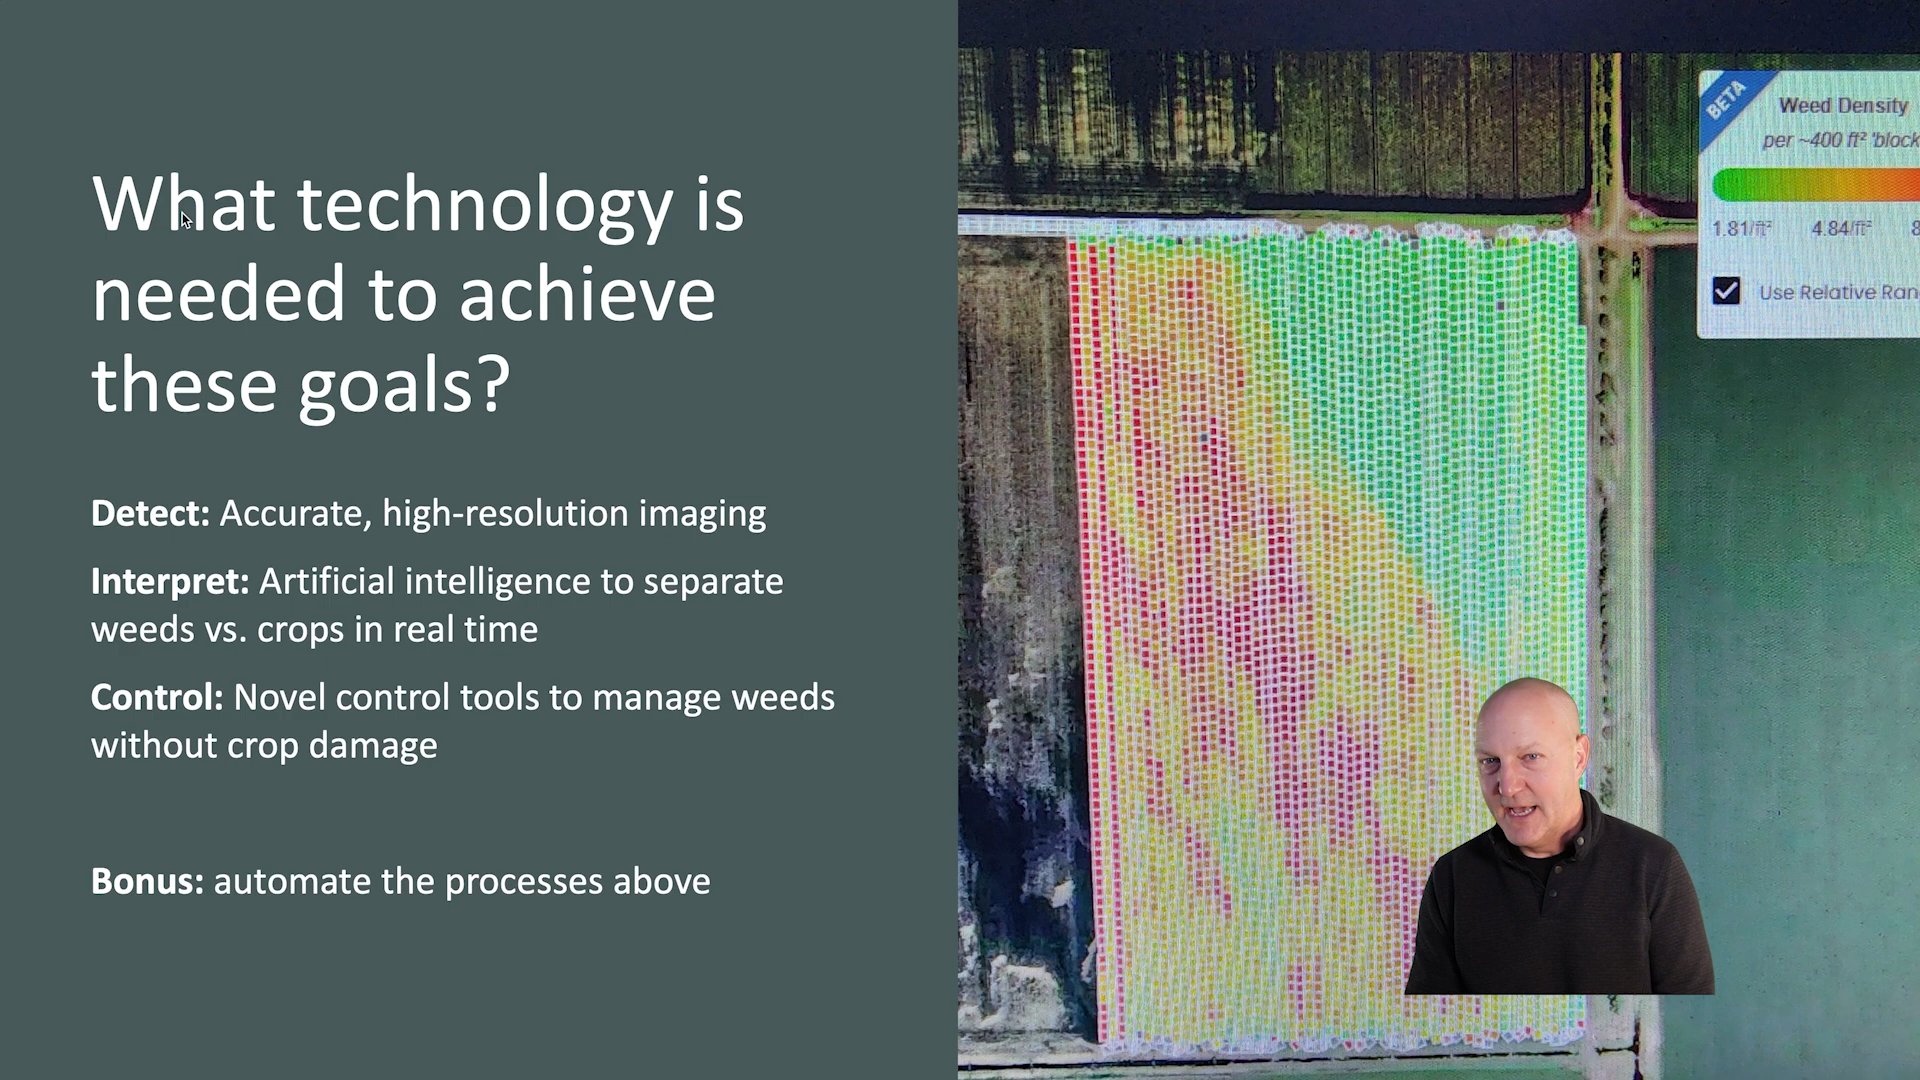 What technology is
needed to achieve
these goals?
Detect: Accurate, high-resolution imaging
Interpret: Artificial intelligence to separate
weeds vs. crops in real time
Control: Novel control tools to manage weeds
without crop damage
Bonus: automate the processes above
BETA
Weed Density
per ~400 ft² 'block
1.81/ft² 4.84/ft² 8
Use Relative Ran